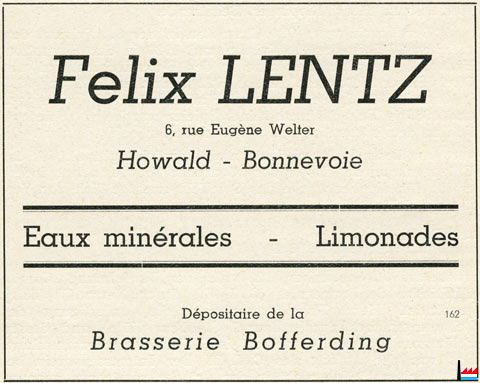 Felix LENTZ
6, rue Eugène Welter
Howald - Bonnevoie
Eaux minérales - Limonades
Dépositaire de la
162
Brasserie Bofferding